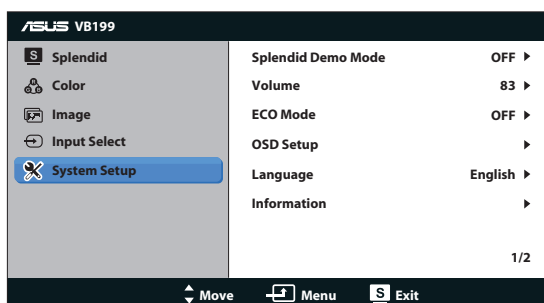 ASUS VB199
S Splendid
Color
Image
Input Select
System Setup
Splendid Demo Mode OFF
Volume 83
ECO Mode OFF
OSD Setup
Language English
Information
1/2
Move Menu S Exit